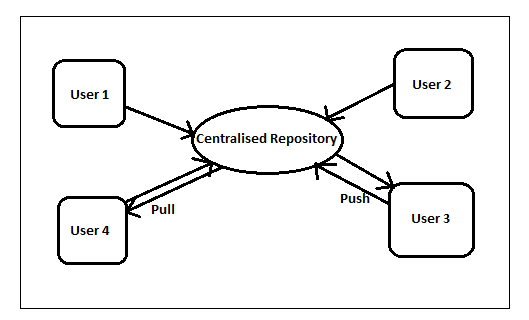 User 1
User 2
Centralised Repository
Pull
Push
User 4
User 3